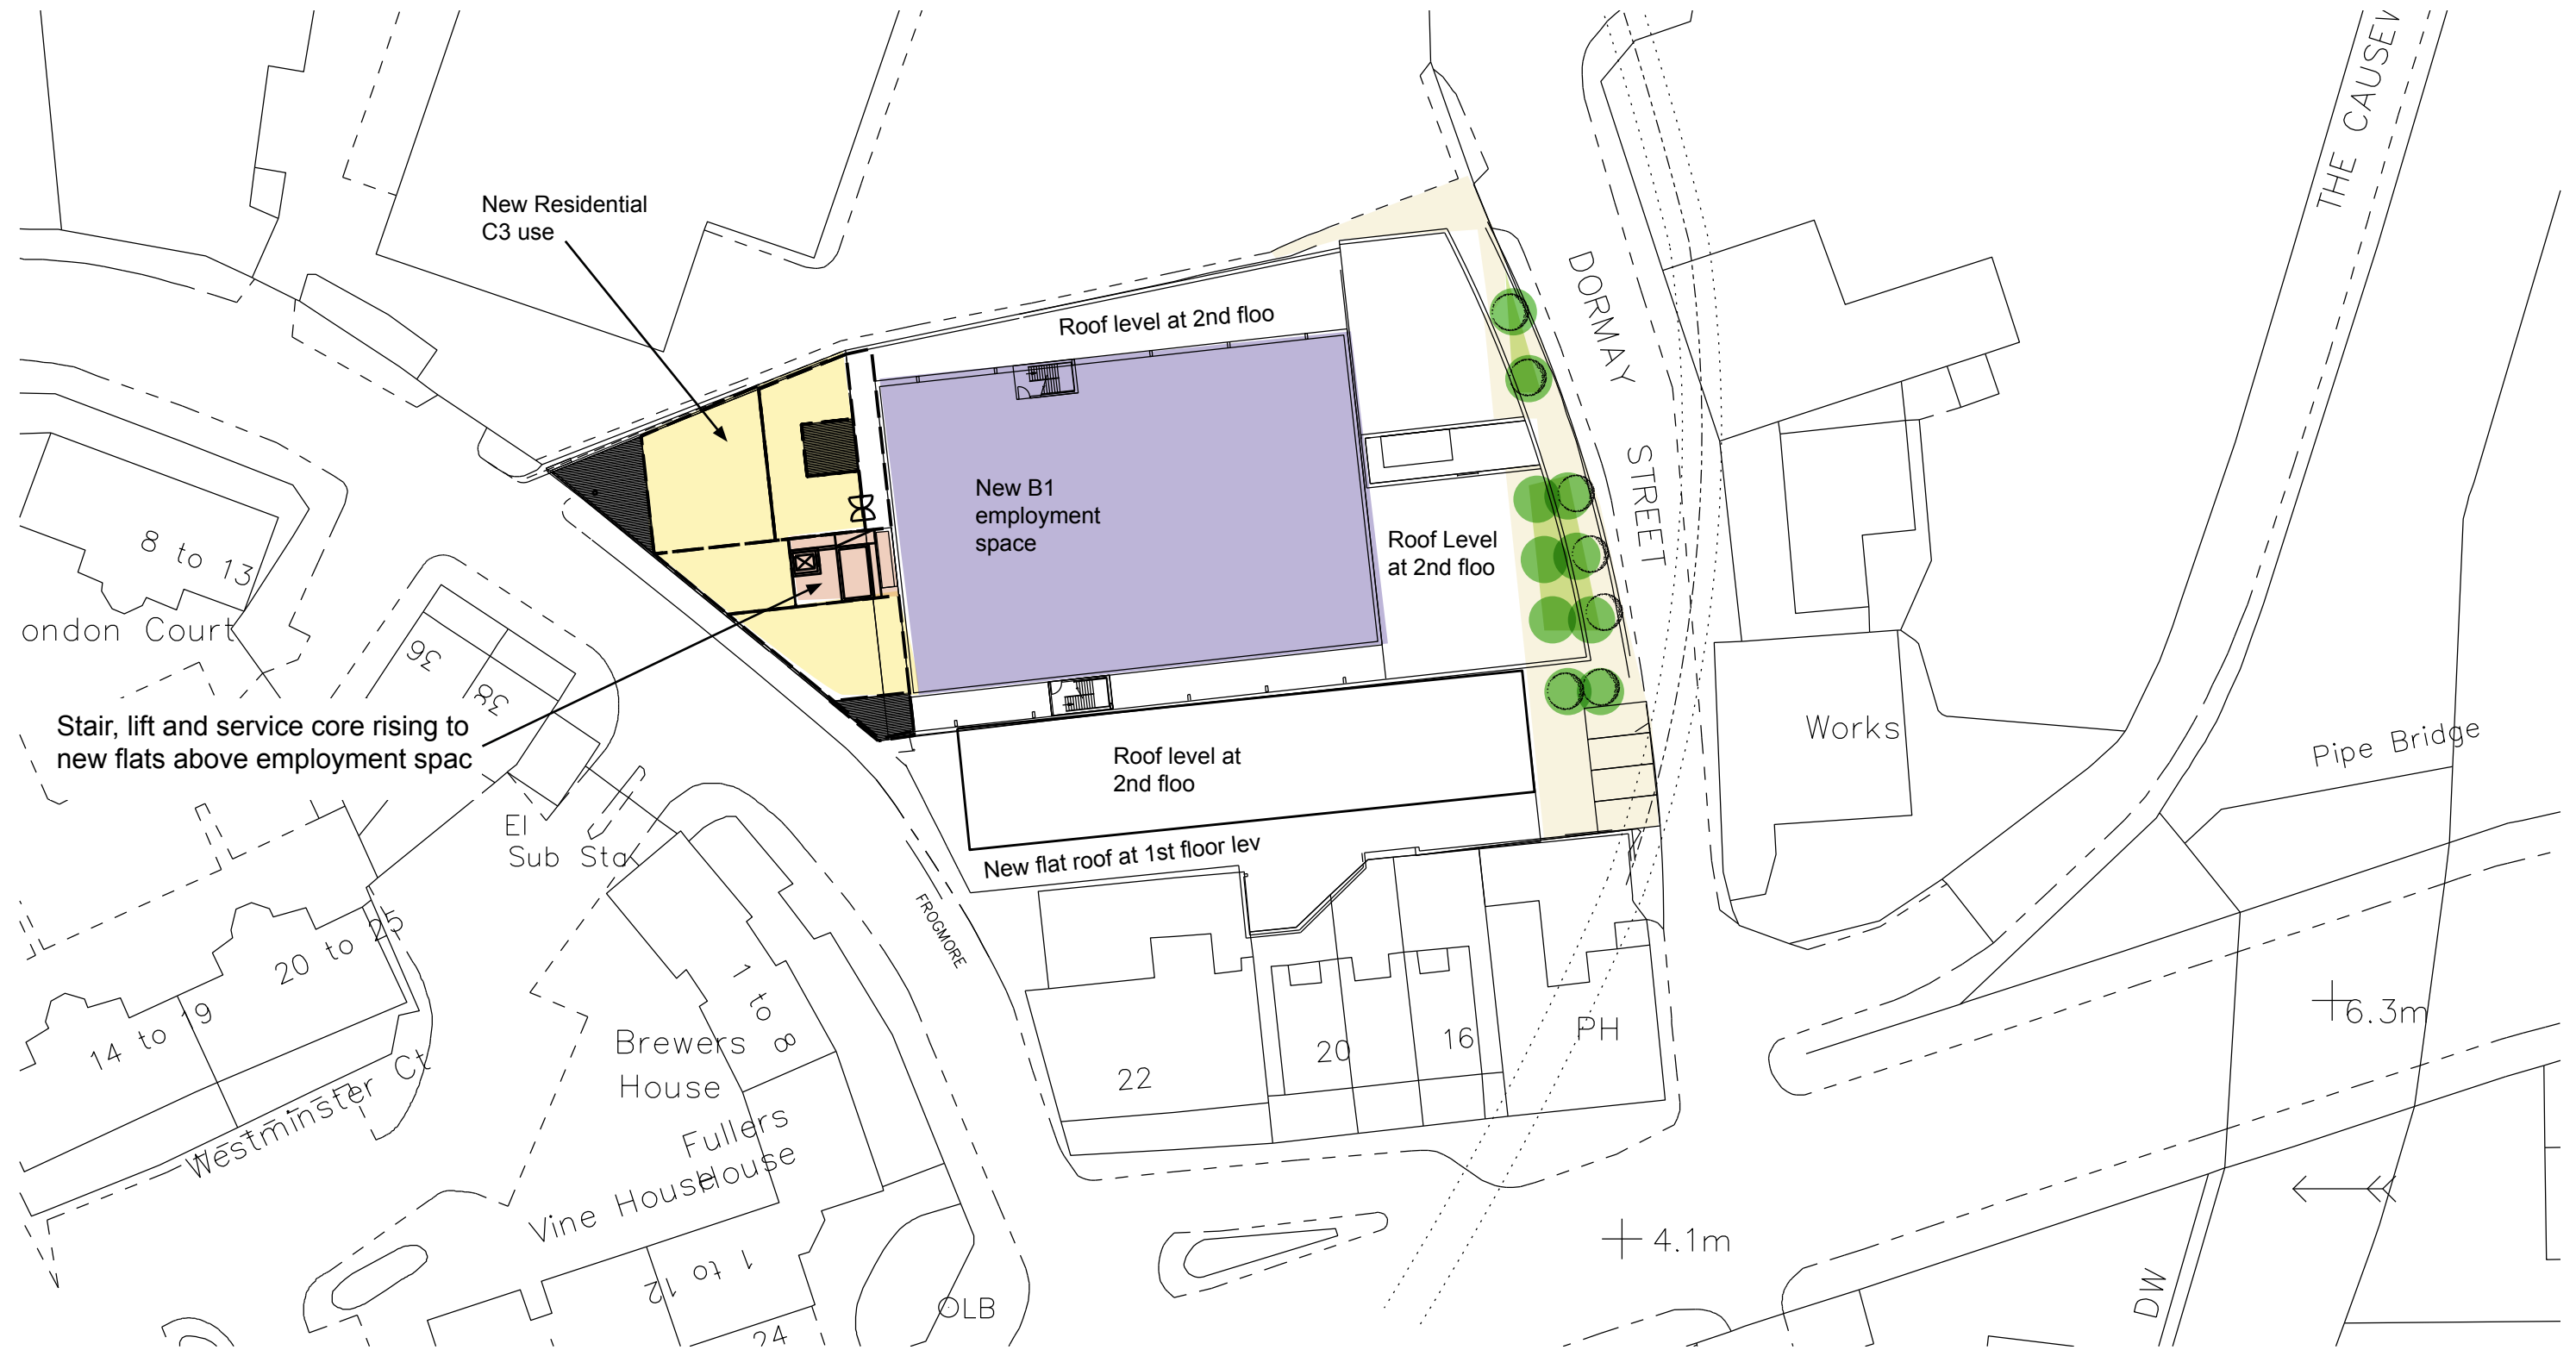 THE CAUSEW
New Residential
C3 use
DORMAY
STREET
Roof level at 2nd floo
New B1
employment
space
Roof Level
at 2nd floo
8 to 13
ondon Court
36
38
Stair, lift and service core rising to
new flats above employment spac
Works
Pipe Bridge
Roof level at
2nd floo
El
Sub Sta
New flat roof at 1st floor lev
FROGMORE
20 to 25
14 to 19
1 to 8
Brewers
House
22
20
16
PH
6.3m
Westminster Ct
Fullers
House
Vine House
4.1m
1 to 12
24
OLB
DW